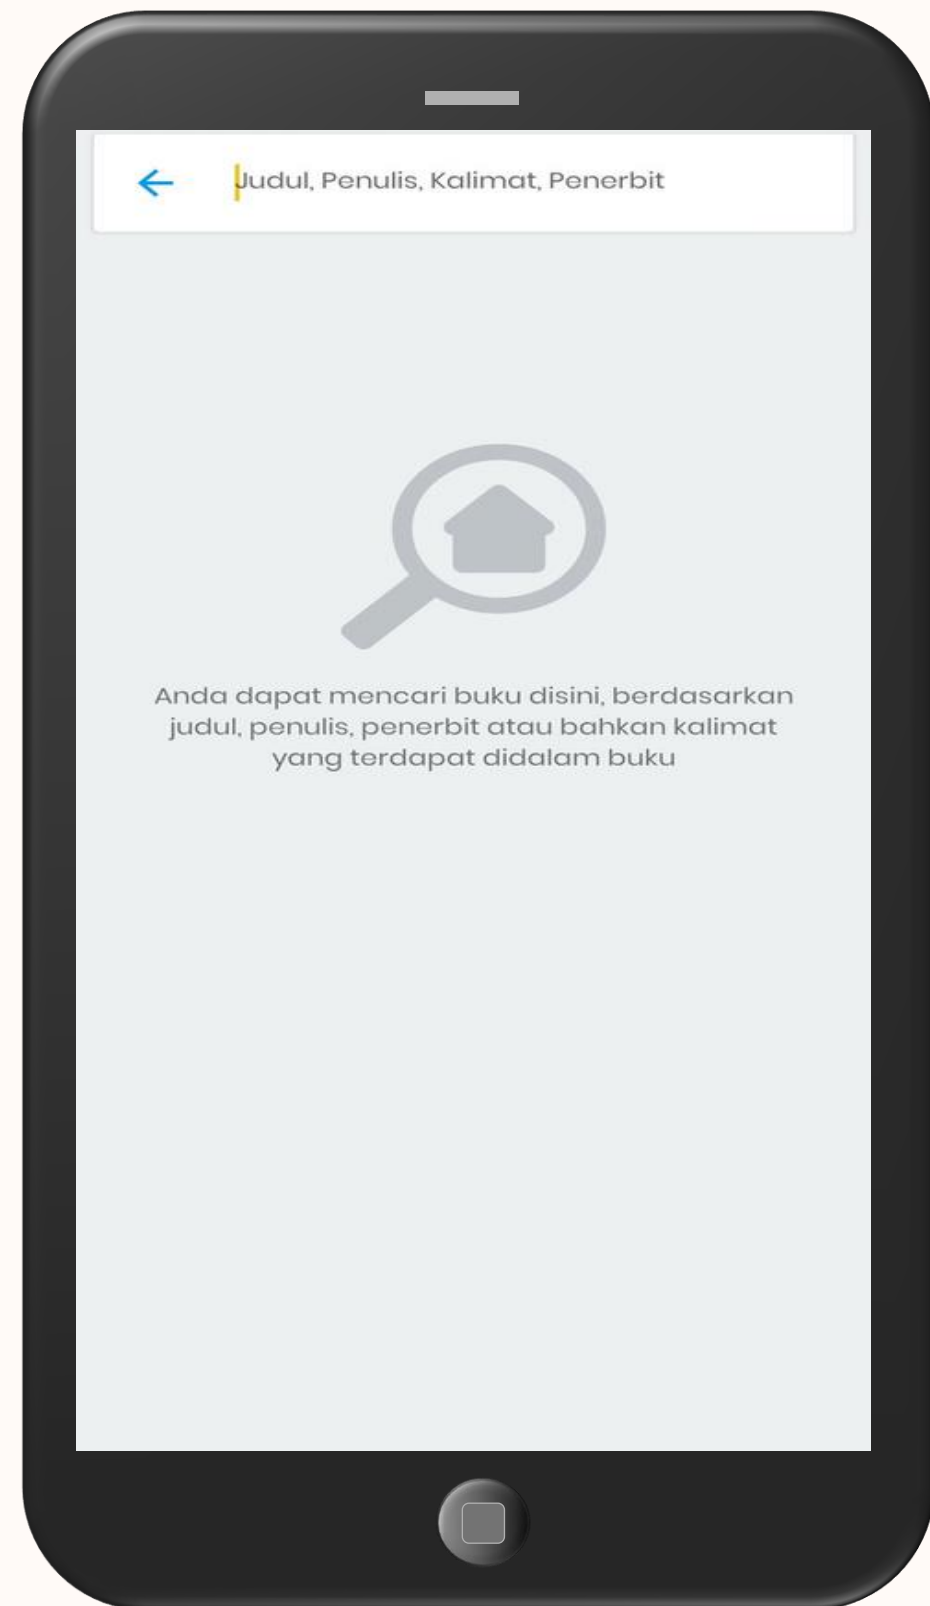 Judul, Penulis, Kalimat, Penerbit
Anda dapat mencari buku disini, berdasarkan
judul, penulis, penerbit atau bahkan kalimat
yang terdapat didalam buku